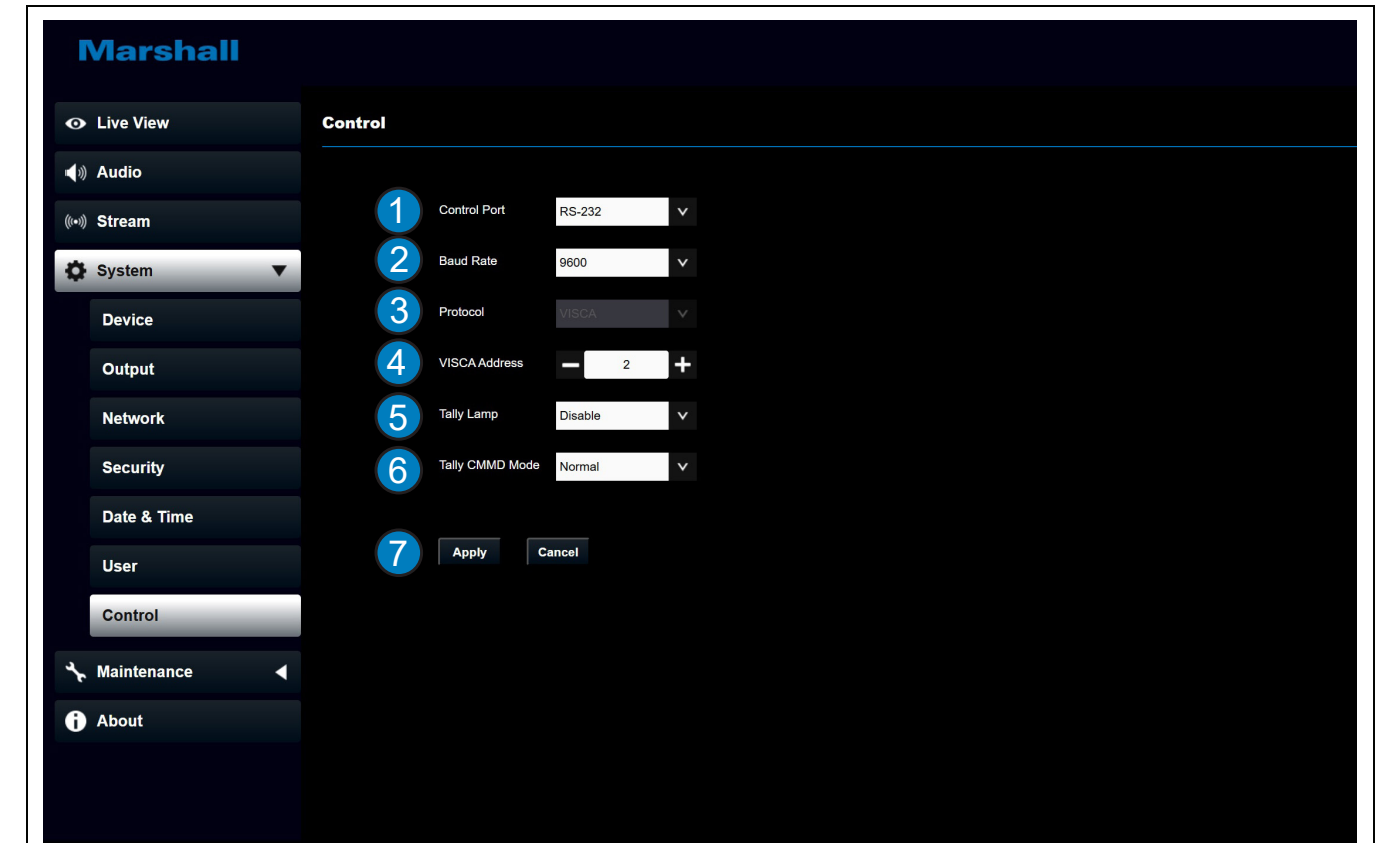 Marshall
Live View
Audio
Stream
System
Device
Output
Network
Security
Date & Time
User
Control
Maintenance
About
Control
1 Control Port RS-232
2 Baud Rate 9600
3 Protocol VISCA
4 VISCA Address 2
5 Tally Lamp Disable
6 Tally CMMD Mode Normal
7 Apply Cancel